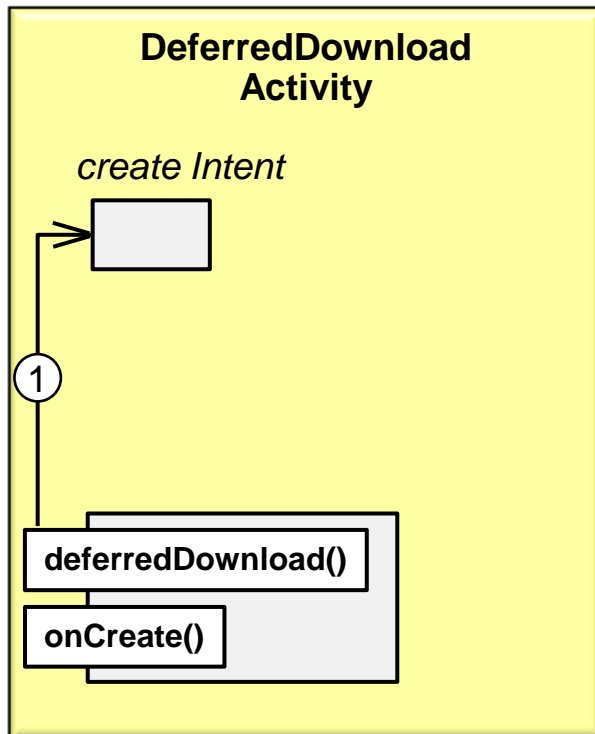 DeferredDownload
Activity
create Intent
1
deferredDownload()
onCreate()